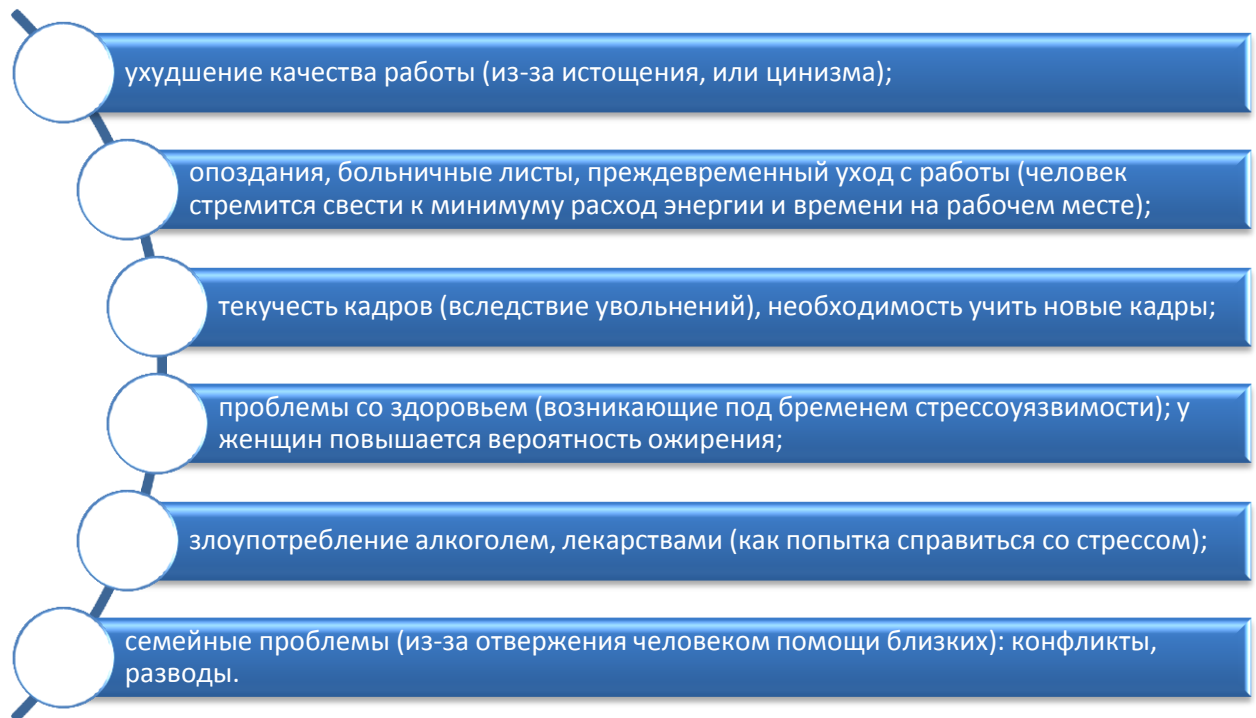 ухудшение качества работы (из-за истощения, или цинизма);
опоздания, больничные листы, преждевременный уход с работы (человек
стремится свести к минимуму расход энергии и времени на рабочем месте);
текучесть кадров (вследствие увольнений), необходимость учить новые кадры;
проблемы со здоровьем (возникающие под бременем стрессоуязвимости); у
женщин повышается вероятность ожирения;
злоупотребление алкоголем, лекарствами (как попытка справиться со стрессом);
семейные проблемы (из-за отвержения человеком помощи близких): конфликты,
разводы.